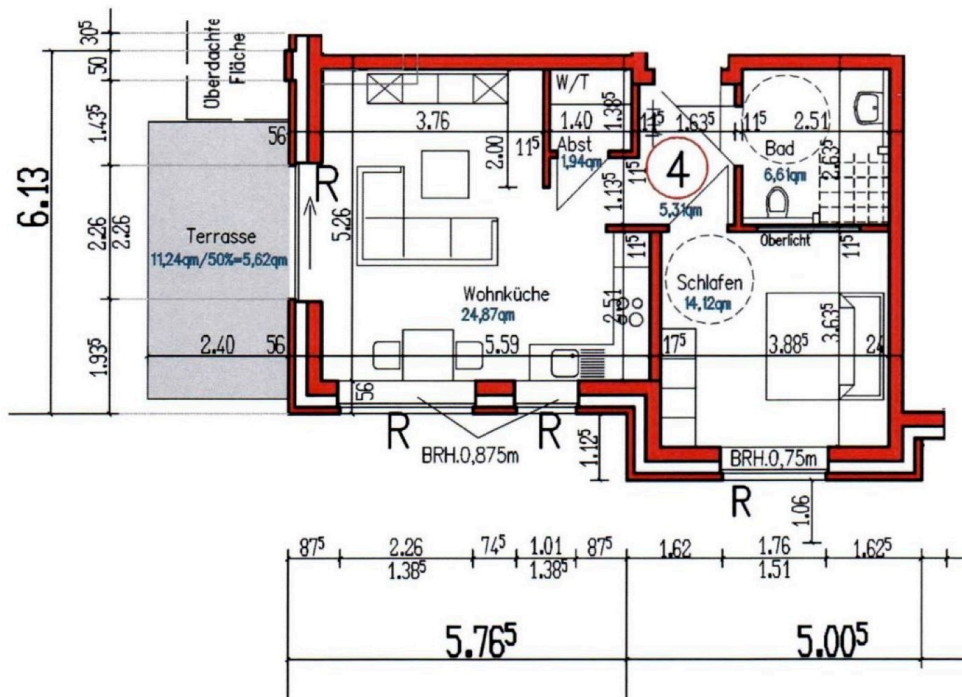 30⁵
50
1.43⁵
2.26
2.26
1.93⁵
6.13
Überdachte
Fläche
56
R
Terrasse
11,24qm/50%=5,62qm
2.40
56
3.76
2.00
5.26
11⁵
W/T
1.40
1.38⁵
Abst
1,94qm
1.13⁵
11⁵
11⁵
1.63⁵
11⁵
2.51
4
5,31qm
Bad
6,61qm
2.63⁵
Oberlicht
11⁵
11⁵
Wohnküche
24,87qm
2.51
5.59
56
Schlafen
14,12qm
17⁵
3.88⁵
3.63⁵
24
R
R
BRH.0,875m
1.12⁵
BRH.0,75m
R
1.06
87⁵
2.26
74⁵
1.01
87⁵
1.62
1.76
1.62⁵
1.38⁵
1.38⁵
1.51
5.76⁵
5.00⁵